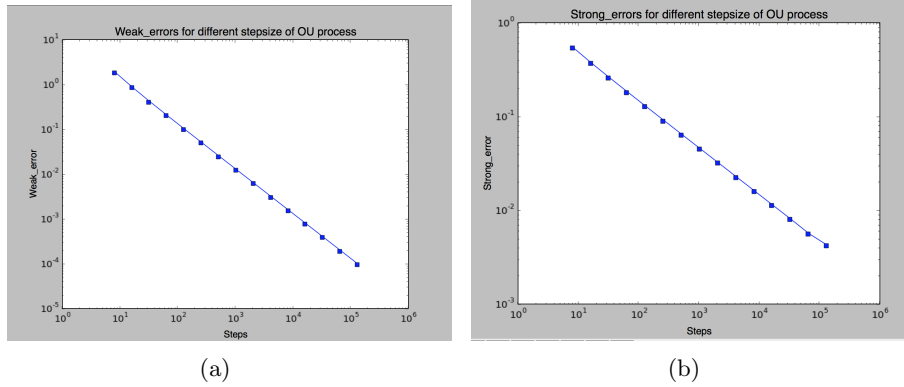 Weak_errors for different stepsize of OU process
10^1
10^0
10^-1
10^-2
10^-3
10^-4
10^-5
Weak_error
10^0 10^1 10^2 10^3 10^4 10^5 10^6
Steps
(a)
Strong_errors for different stepsize of OU process
10^0
10^-1
10^-2
10^-3
Strong_error
10^0 10^1 10^2 10^3 10^4 10^5 10^6
Steps
(b)